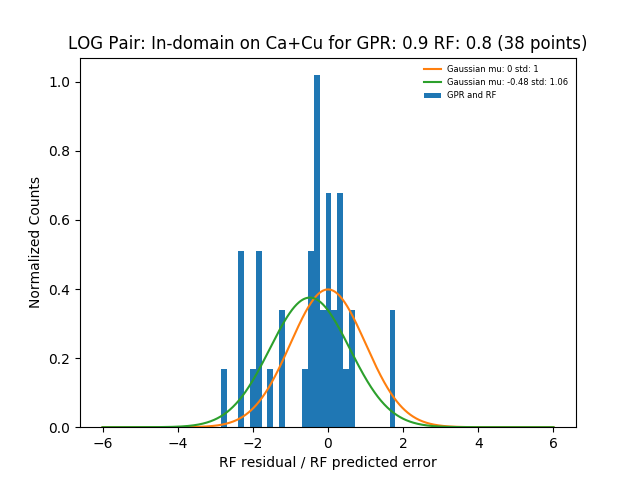 LOG Pair: In-domain on Ca+Cu for GPR: 0.9 RF: 0.8 (38 points)
Gaussian mu: 0 std: 1
Gaussian mu: -0.48 std: 1.06
GPR and RF
Normalized Counts
1.0
0.8
0.6
0.4
0.2
0.0
−6 −4 −2 0 2 4 6
RF residual / RF predicted error